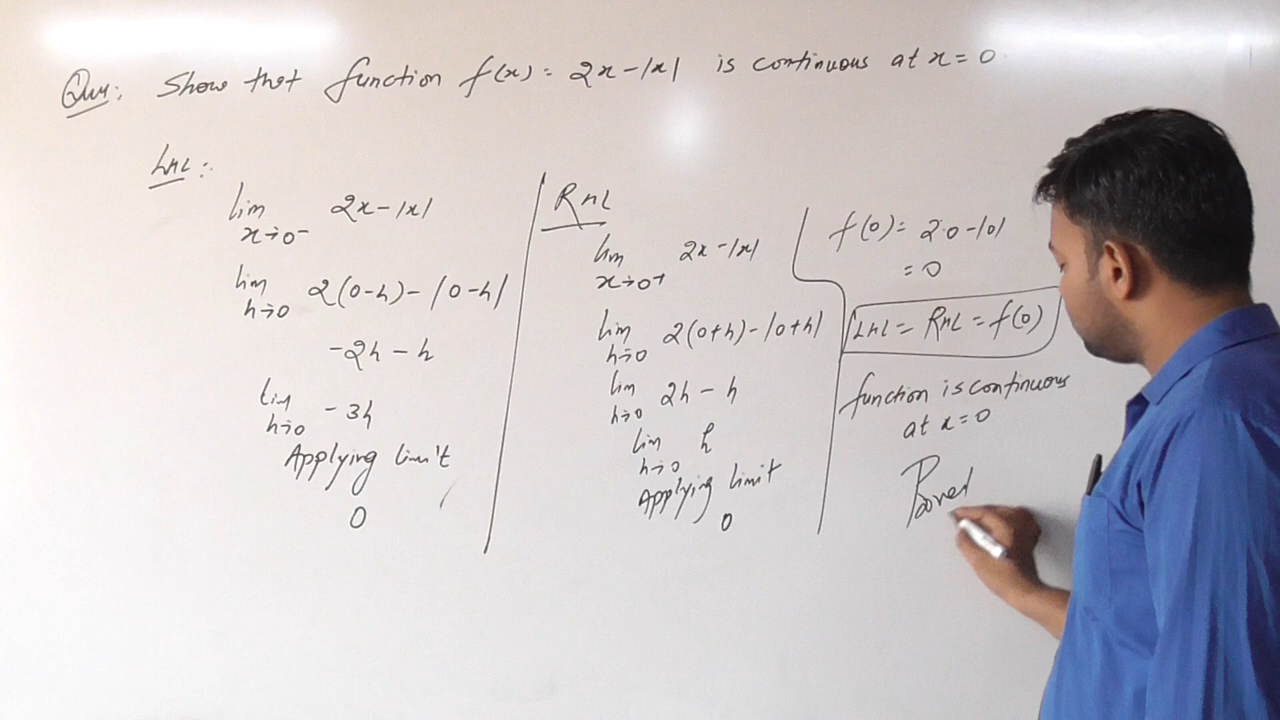 Qus: Show that function f(x) = 2x-|x| is continuous at x=0.
LHL:
lim x→0- 2x-|x|
lim h→0 2(0-h)-|0-h|
-2h-h
lim h→0 -3h
Applying limit
0
RHL
lim x→0+ 2x-|x|
lim h→0 2(0+h)-|0+h|
lim h→0 2h-h
lim h→0 h
Applying limit
0
f(0)= 2.0-|0|
=0
LHL = RHL = f(0)
function is continuous
at x=0
Proved